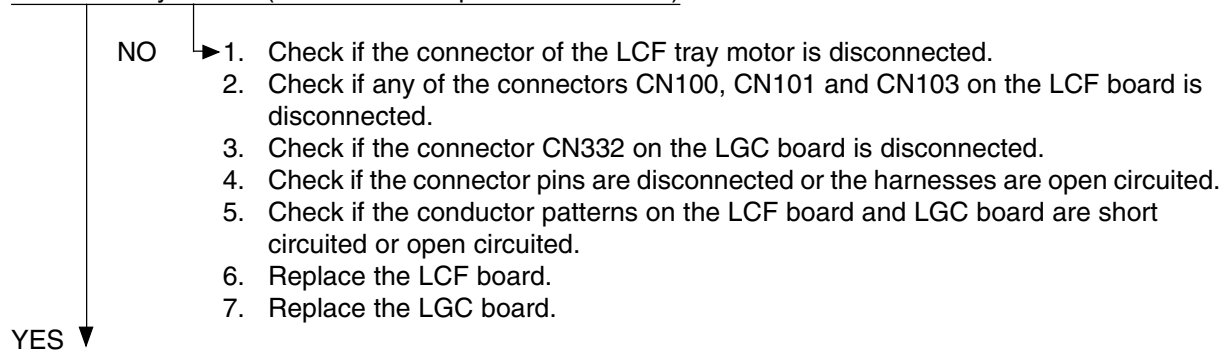 NO 1. Check if the connector of the LCF tray motor is disconnected.
2. Check if any of the connectors CN100, CN101 and CN103 on the LCF board is
disconnected.
3. Check if the connector CN332 on the LGC board is disconnected.
4. Check if the connector pins are disconnected or the harnesses are open circuited.
5. Check if the conductor patterns on the LCF board and LGC board are short
circuited or open circuited.
6. Replace the LCF board.
7. Replace the LGC board.
YES